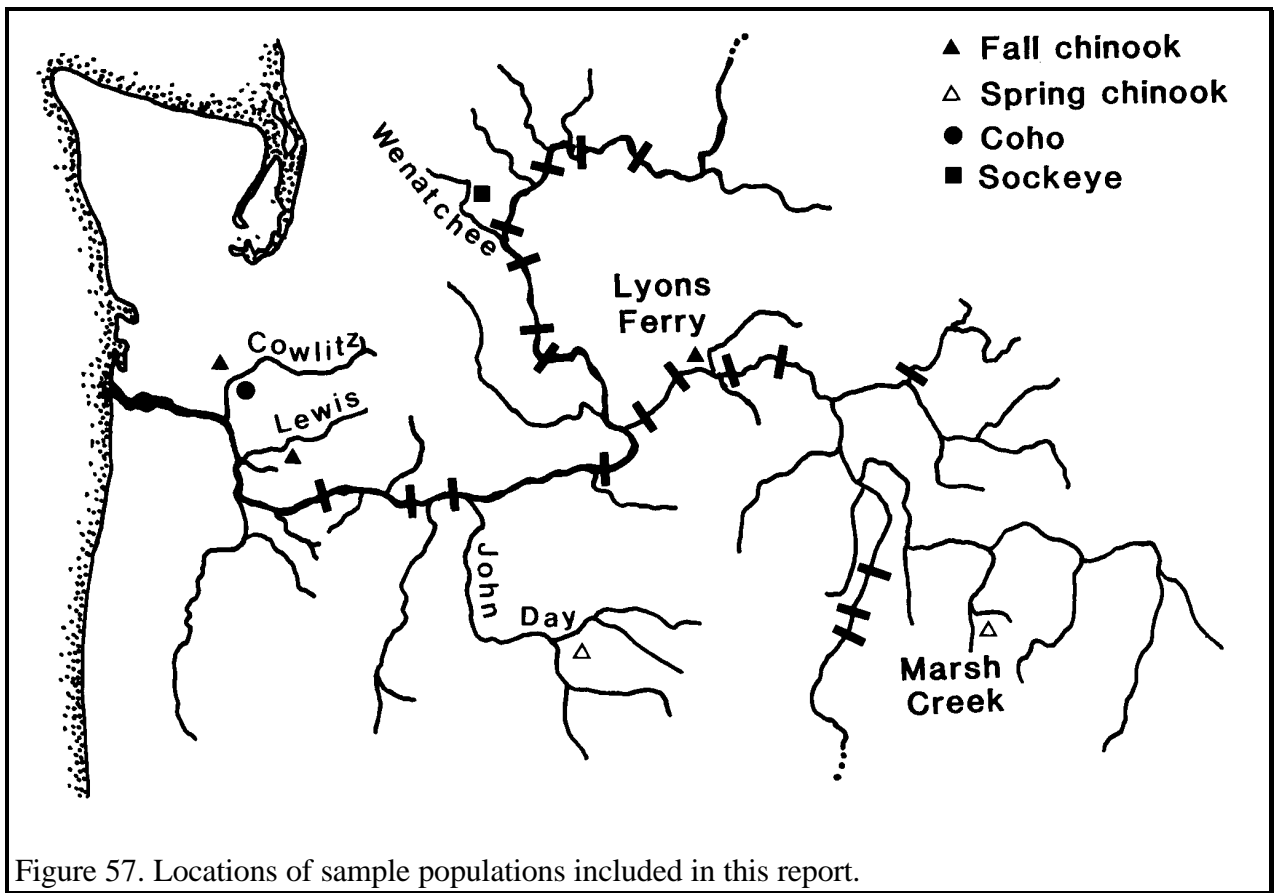 Fall chinook
Spring chinook
Coho
Sockeye
Wenatchee
Lyons
Ferry
Cowlitz
Lewis
John
Day
Marsh
Creek
Figure 57. Locations of sample populations included in this report.